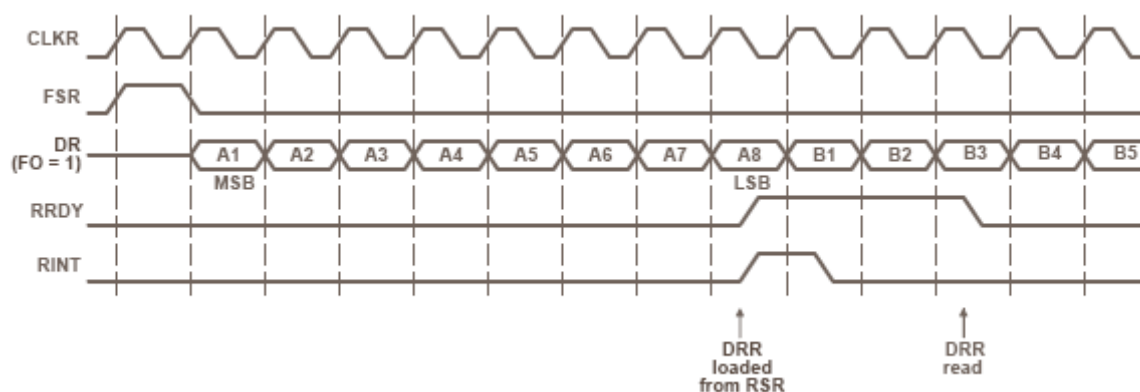 CLKR
FSR
DR
(FO = 1)
A1 A2 A3 A4 A5 A6 A7 A8 B1 B2 B3 B4 B5
MSB LSB
RRDY
RINT
DRR
loaded
from RSR
DRR
read